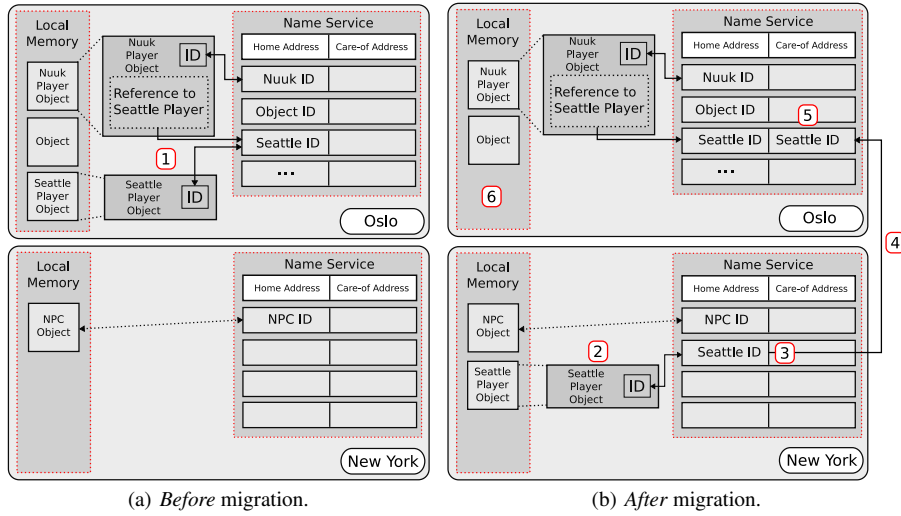 Local
Memory
Nuuk
Player
Object
Object
Seattle
Player
Object
Nuuk
Player
Object
ID
Reference to
Seattle Player
1
Seattle
Player
Object
ID
Name Service
Home Address Care-of Address
Nuuk ID
Object ID
Seattle ID
...
Oslo
Local
Memory
NPC
Object
Name Service
Home Address Care-of Address
NPC ID
New York
(a) Before migration.
Local
Memory
Nuuk
Player
Object
Object
6
Nuuk
Player
Object
ID
Reference to
Seattle Player
Name Service
Home Address Care-of Address
Nuuk ID
Object ID
5
Seattle ID Seattle ID
...
Oslo
4
Local
Memory
NPC
Object
Seattle
Player
Object
2
Seattle
Player
Object
ID
Name Service
Home Address Care-of Address
NPC ID
Seattle ID 3
New York
(b) After migration.